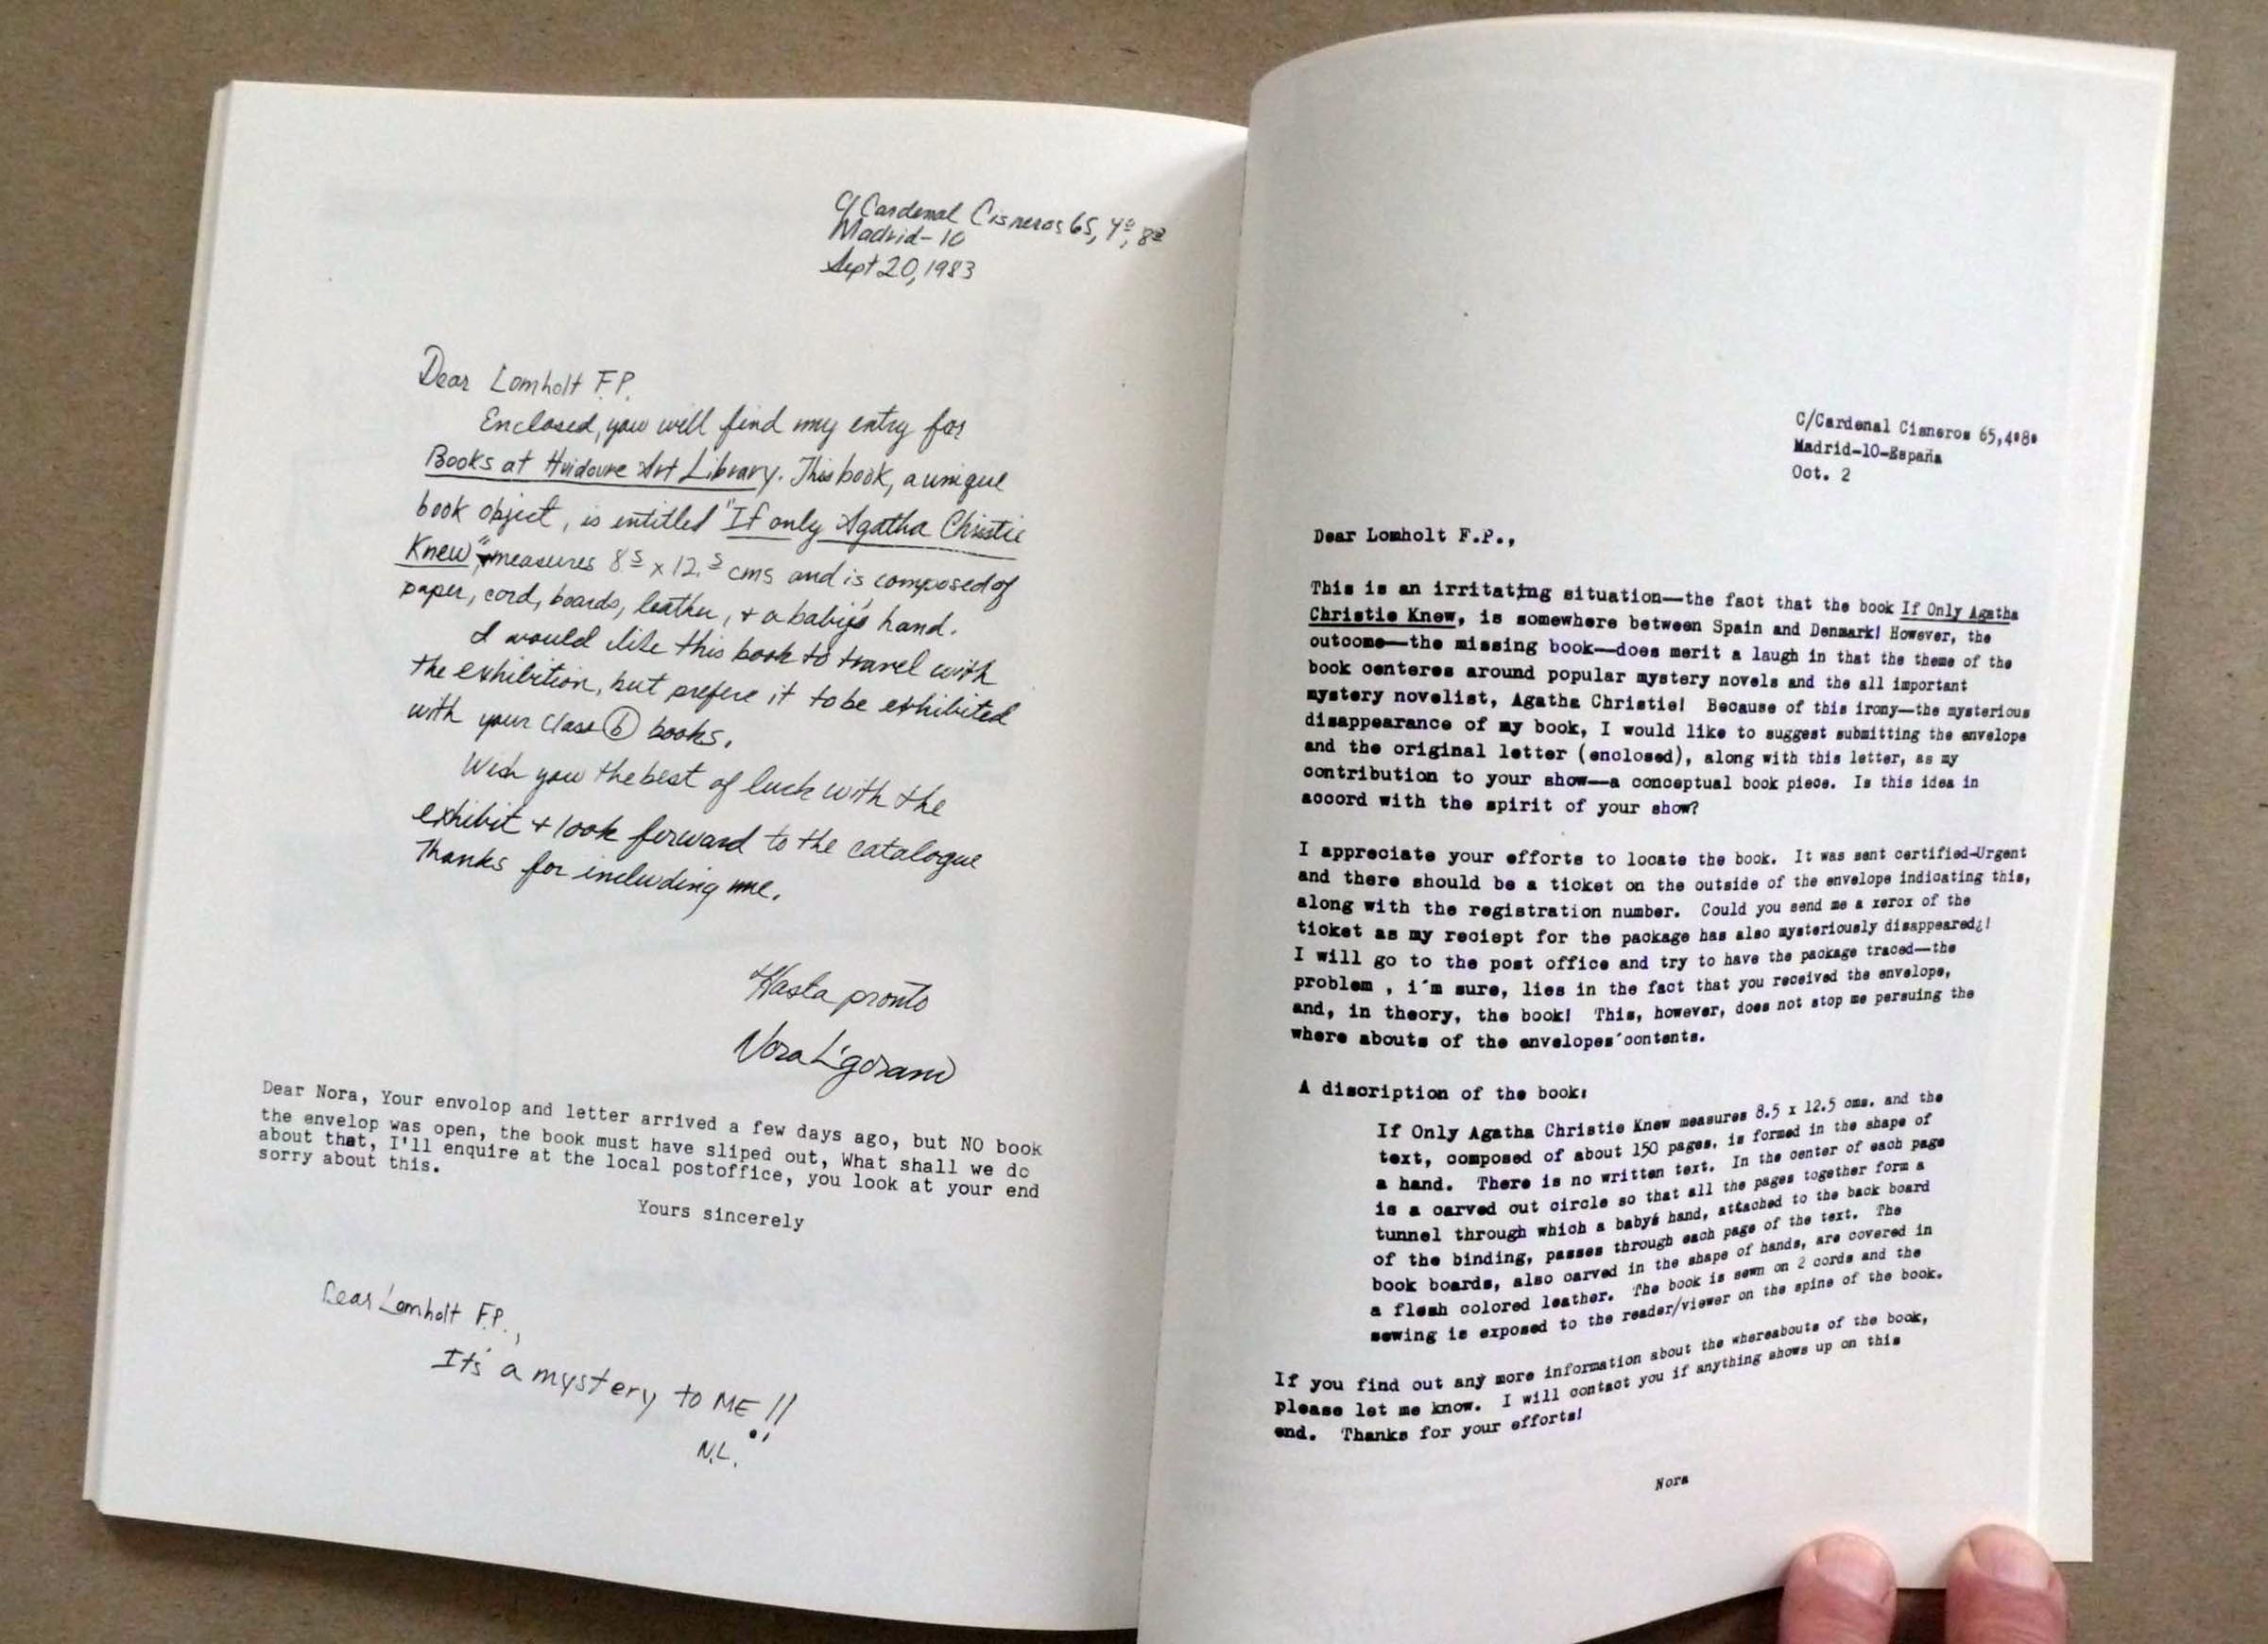 C/ Cardenal Cisneros 65, 4º, 8ª
Madrid-10
Sept 20, 1983
Dear Lomholt F.P.
Enclosed, you will find my entry for
Books at Hvidovre Art Library. This book, a unique
book object, is entitled "If only Agatha Christie
Knew", measures 8⁵ x 12.⁵ cms and is composed of
paper, cord, boards, leather, + a baby's hand.
I would like this book to travel with
the exhibition, but prefere it to be exhibited
with your class (b) books.
Wish you the best of luck with the
exhibit + look forward to the catalogue
Thanks for including me.
Hasta pronto
Nora Ligorano
Dear Nora, Your envolop and letter arrived a few days ago, but NO book
the envelop was open, the book must have sliped out, What shall we do
about that, I'll enquire at the local postoffice, you look at your end
sorry about this.
Yours sincerely
Dear Lomholt F.P.,
It's a mystery to ME!!
N.L.
C/Cardenal Cisneros 65,4º8º
Madrid-10-España
Oct. 2
Dear Lomholt F.P.,
This is an irritating situation—the fact that the book If Only Agatha
Christie Knew, is somewhere between Spain and Denmark! However, the
outcome—the missing book—does merit a laugh in that the theme of the
book centeres around popular mystery novels and the all important
mystery novelist, Agatha Christie! Because of this irony—the mysterious
disappearance of my book, I would like to suggest submitting the envelope
and the original letter (enclosed), along with this letter, as my
contribution to your show—a conceptual book piece. Is this idea in
accord with the spirit of your show?
I appreciate your efforts to locate the book. It was sent certified-Urgent
and there should be a ticket on the outside of the envelope indicating this,
along with the registration number. Could you send me a xerox of the
ticket as my reciept for the package has also mysteriously disappeared¿!
I will go to the post office and try to have the package traced—the
problem , i'm sure, lies in the fact that you received the envelope,
and, in theory, the book! This, however, does not stop me persuing the
where abouts of the envelopes'contents.
A discription of the book:
If Only Agatha Christie Knew measures 8.5 x 12.5 cms. and the
text, composed of about 150 pages, is formed in the shape of
a hand. There is no written text. In the center of each page
is a carved out circle so that all the pages together form a
tunnel through which a baby's hand, attached to the back board
of the binding, passes through each page of the text. The
book boards, also carved in the shape of hands, are covered in
a flesh colored leather. The book is sewn on 2 cords and the
sewing is exposed to the reader/viewer on the spine of the book.
If you find out any more information about the whereabouts of the book,
please let me know. I will contact you if anything shows up on this
end. Thanks for your efforts!
Nora